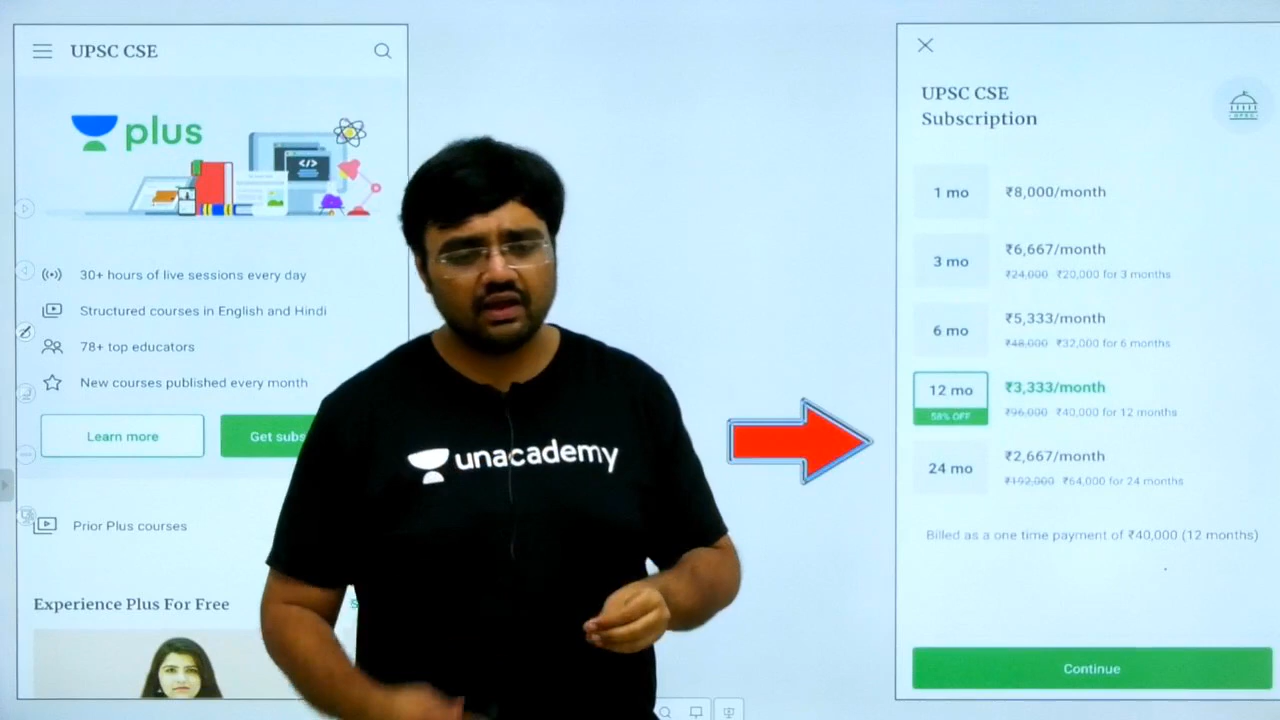 UPSC CSE
plus
30+ hours of live sessions every day
Structured courses in English and Hindi
78+ top educators
New courses published every month
Learn more
Get subs
Prior Plus courses
Experience Plus For Free
unacademy
UPSC CSE
Subscription
UPSC
1 mo
₹8,000/month
3 mo
₹6,667/month
₹24,000 ₹20,000 for 3 months
6 mo
₹5,333/month
₹48,000 ₹32,000 for 6 months
12 mo
58% OFF
₹3,333/month
₹96,000 ₹40,000 for 12 months
24 mo
₹2,667/month
₹192,000 ₹64,000 for 24 months
Billed as a one time payment of ₹40,000 (12 months)
Continue